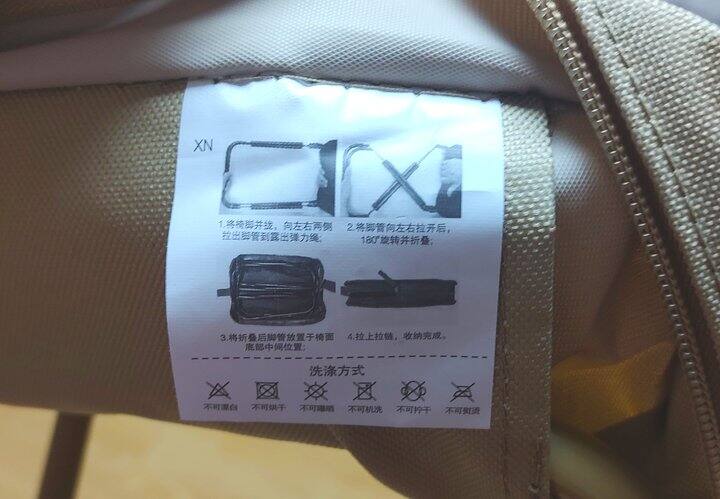 XN
1.将椅脚并拢，向左右两侧
拉出脚管到露出弹力绳；
2.将脚管向左右拉开后，
180°旋转并折叠；
3.将折叠后脚管放置于椅面
底部中间位置；
4.拉上拉链，收纳完成。
洗涤方式
不可漂白 不可烘干 不可曝晒 不可机洗 不可拧干 不可熨烫